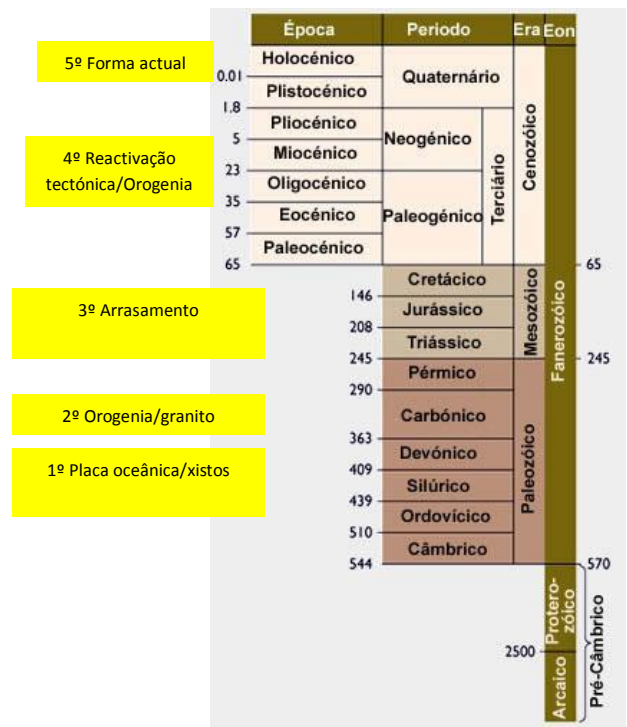 Época Periodo Era Eon
5º Forma actual
Holocénico
0.01
Plistocénico
Quaternário
1.8
Pliocénico
5
Neogénico
4º Reactivação
tectónica/Orogenia
Miocénico
23
Oligocénico
35
Eocénico
Paleogénico
57
Paleocénico
65
Terciário
Cenozóico
65
Cretácico
146
3º Arrasamento
Jurássico
208
Triássico
245
Mesozóico
245
Fanerozóico
Pérmico
290
2º Orogenia/granito
Carbónico
363
Devónico
1º Placa oceânica/xistos
409
Silúrico
439
Ordovícico
510
Câmbrico
544
Paleozóico
570
Protero-
zóico
2500
Arcaico
Pré-Câmbrico